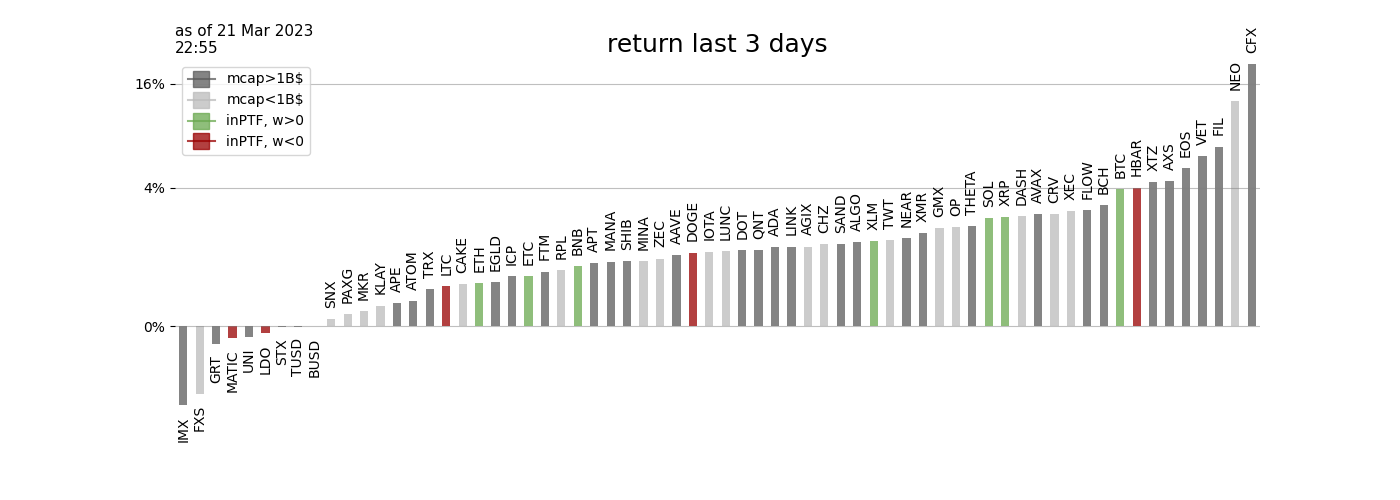 as of 21 Mar 2023
22:55
return last 3 days
mcap>1B$
mcap<1B$
inPTF, w>0
inPTF, w<0
16%
4%
0%
IMX
FXS
GRT
MATIC
UNI
LDO
STX
TUSD
BUSD
SNX
PAXG
MKR
KLAY
APE
ATOM
TRX
LTC
CAKE
ETH
EGLD
ICP
ETC
FTM
RPL
BNB
APT
MANA
SHIB
MINA
ZEC
AAVE
DOGE
IOTA
LUNC
DOT
QNT
ADA
LINK
AGIX
CHZ
SAND
ALGO
XLM
TWT
NEAR
XMR
GMX
OP
THETA
SOL
XRP
DASH
AVAX
CRV
XEC
FLOW
BCH
BTC
HBAR
XTZ
AXS
EOS
VET
FIL
NEO
CFX